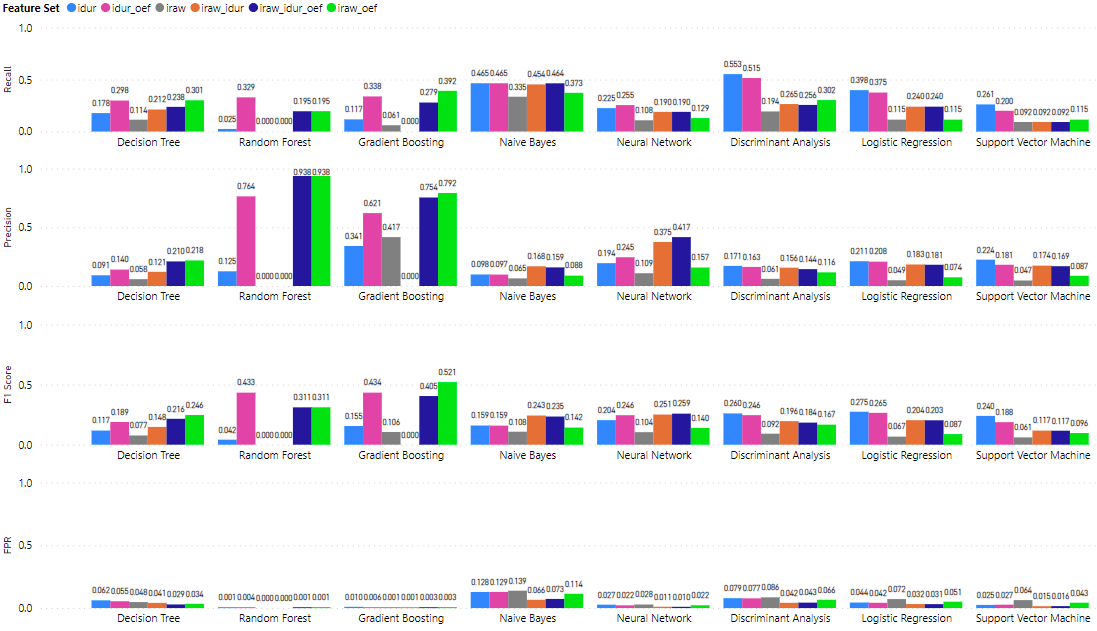 Feature Set idur idur_oef iraw iraw_idur iraw_idur_oef iraw_oef
Recall
1.0
0.5
0.0
0.178 0.298 0.114 0.212 0.238 0.301
0.025 0.329 0.000 0.000 0.195 0.195
0.117 0.338 0.061 0.000 0.279 0.392
0.465 0.465 0.335 0.454 0.464 0.373
0.225 0.255 0.108 0.190 0.190 0.129
0.553 0.515 0.194 0.265 0.256 0.302
0.398 0.375 0.115 0.240 0.240 0.115
0.261 0.200 0.092 0.092 0.092 0.115
Decision Tree Random Forest Gradient Boosting Naive Bayes Neural Network Discriminant Analysis Logistic Regression Support Vector Machine
Precision
1.0
0.5
0.0
0.091 0.140 0.058 0.121 0.210 0.218
0.125 0.764 0.000 0.000 0.938 0.938
0.341 0.621 0.417 0.000 0.754 0.792
0.098 0.097 0.065 0.168 0.159 0.088
0.194 0.245 0.109 0.375 0.417 0.157
0.171 0.163 0.061 0.156 0.144 0.116
0.211 0.208 0.049 0.183 0.181 0.074
0.224 0.181 0.047 0.174 0.169 0.087
Decision Tree Random Forest Gradient Boosting Naive Bayes Neural Network Discriminant Analysis Logistic Regression Support Vector Machine
F1 Score
1.0
0.5
0.0
0.117 0.189 0.077 0.148 0.216 0.246
0.042 0.433 0.000 0.000 0.311 0.311
0.155 0.434 0.106 0.000 0.405 0.521
0.159 0.159 0.108 0.243 0.235 0.142
0.204 0.246 0.104 0.251 0.259 0.140
0.260 0.246 0.092 0.196 0.184 0.167
0.275 0.265 0.067 0.204 0.203 0.087
0.240 0.188 0.061 0.117 0.117 0.096
Decision Tree Random Forest Gradient Boosting Naive Bayes Neural Network Discriminant Analysis Logistic Regression Support Vector Machine
FPR
1.0
0.5
0.0
0.062 0.055 0.048 0.041 0.029 0.034
0.001 0.004 0.000 0.000 0.001 0.001
0.010 0.006 0.001 0.001 0.003 0.003
0.128 0.129 0.139 0.066 0.073 0.114
0.027 0.022 0.028 0.011 0.010 0.022
0.079 0.077 0.086 0.042 0.043 0.066
0.044 0.042 0.072 0.032 0.031 0.051
0.025 0.027 0.064 0.015 0.016 0.043
Decision Tree Random Forest Gradient Boosting Naive Bayes Neural Network Discriminant Analysis Logistic Regression Support Vector Machine